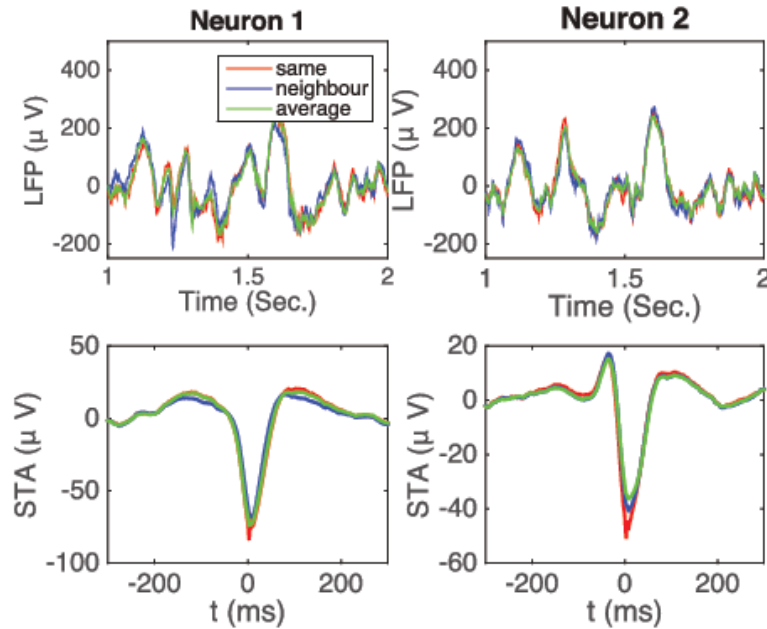 Neuron 1
Neuron 2
400
200
0
-200
LFP (μ V)
same
neighbour
average
1
1.5
2
Time (Sec.)
400
200
0
-200
LFP (μ V)
1
1.5
2
Time (Sec.)
50
0
-50
-100
STA (μ V)
-200
0
200
t (ms)
20
0
-20
-40
-60
STA (μ V)
-200
0
200
t (ms)